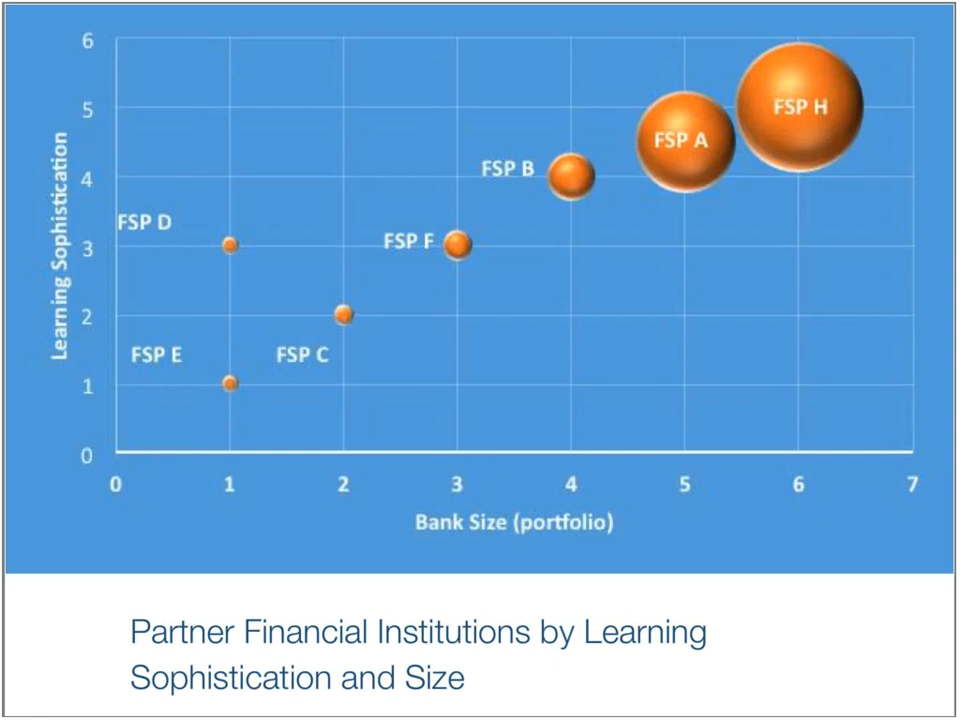 6
5
4
3
2
1
0
Learning Sophistication
FSP H
FSP A
FSP B
FSP D
FSP F
FSP E
FSP C
0 1 2 3 4 5 6 7
Bank Size (portfolio)
Partner Financial Institutions by Learning
Sophistication and Size